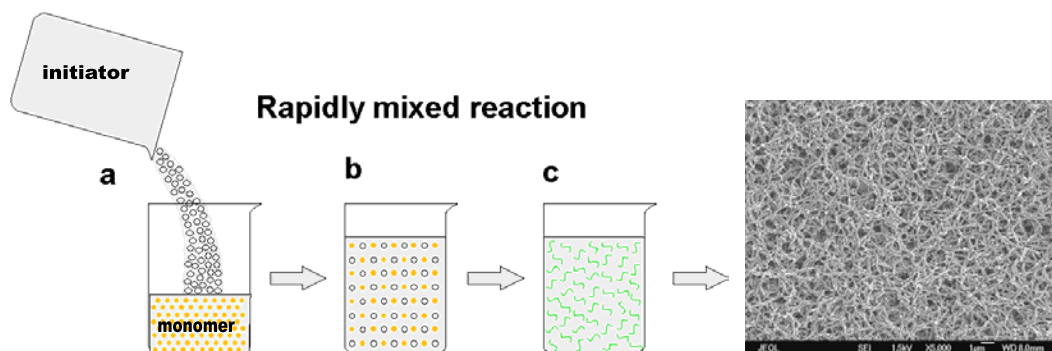 initiator
Rapidly mixed reaction
a
b
c
monomer
JEOL SEI 1.5kV X5,000 1µm WD 8.0mm